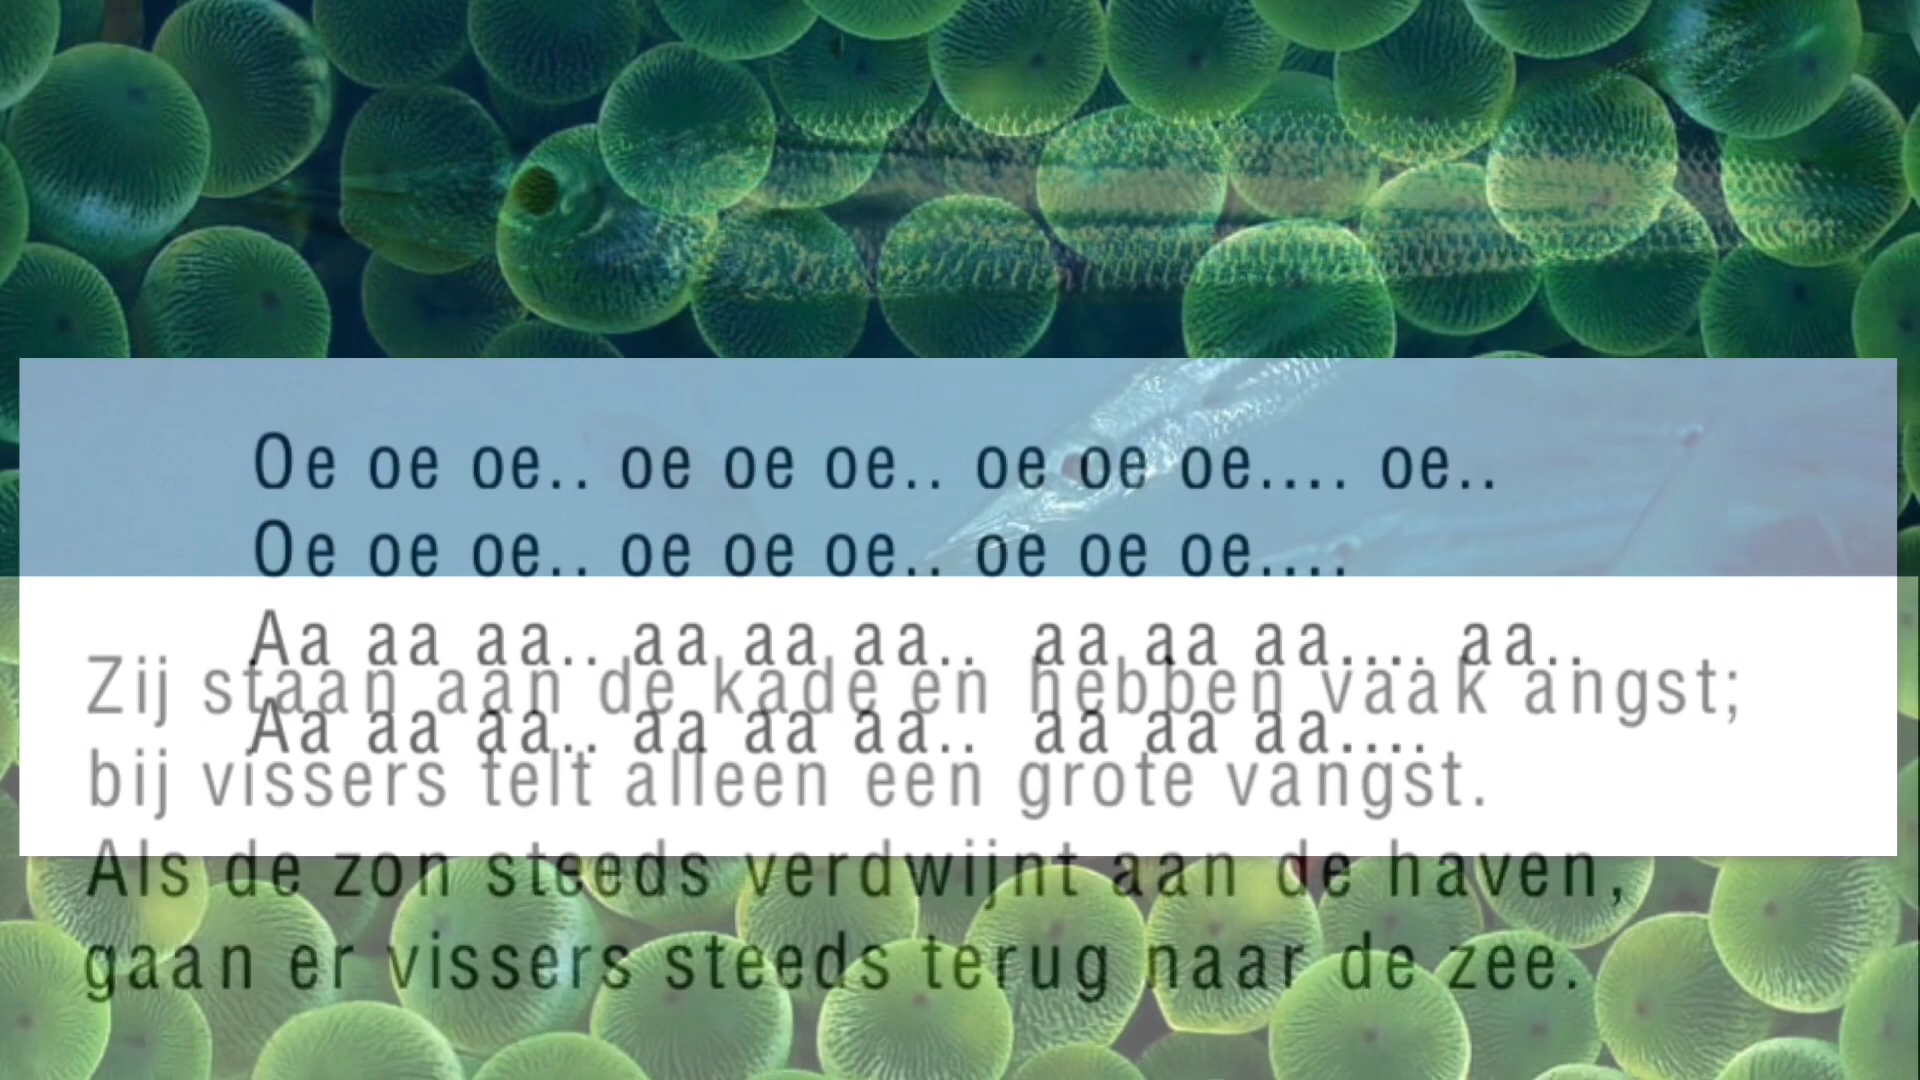 Oe oe oe.. oe oe oe.. oe oe oe.... oe..
Oe oe oe.. oe oe oe.. oe oe oe....
Aa aa aa.. aa aa aa.. aa aa aa.... aa..
Zij staan aan de kade en hebben vaak angst;
Aa aa aa.. aa aa aa.. aa aa aa....
bij vissers telt alleen een grote vangst.
Als de zon steeds verdwijnt aan de haven,
gaan er vissers steeds terug naar de zee.